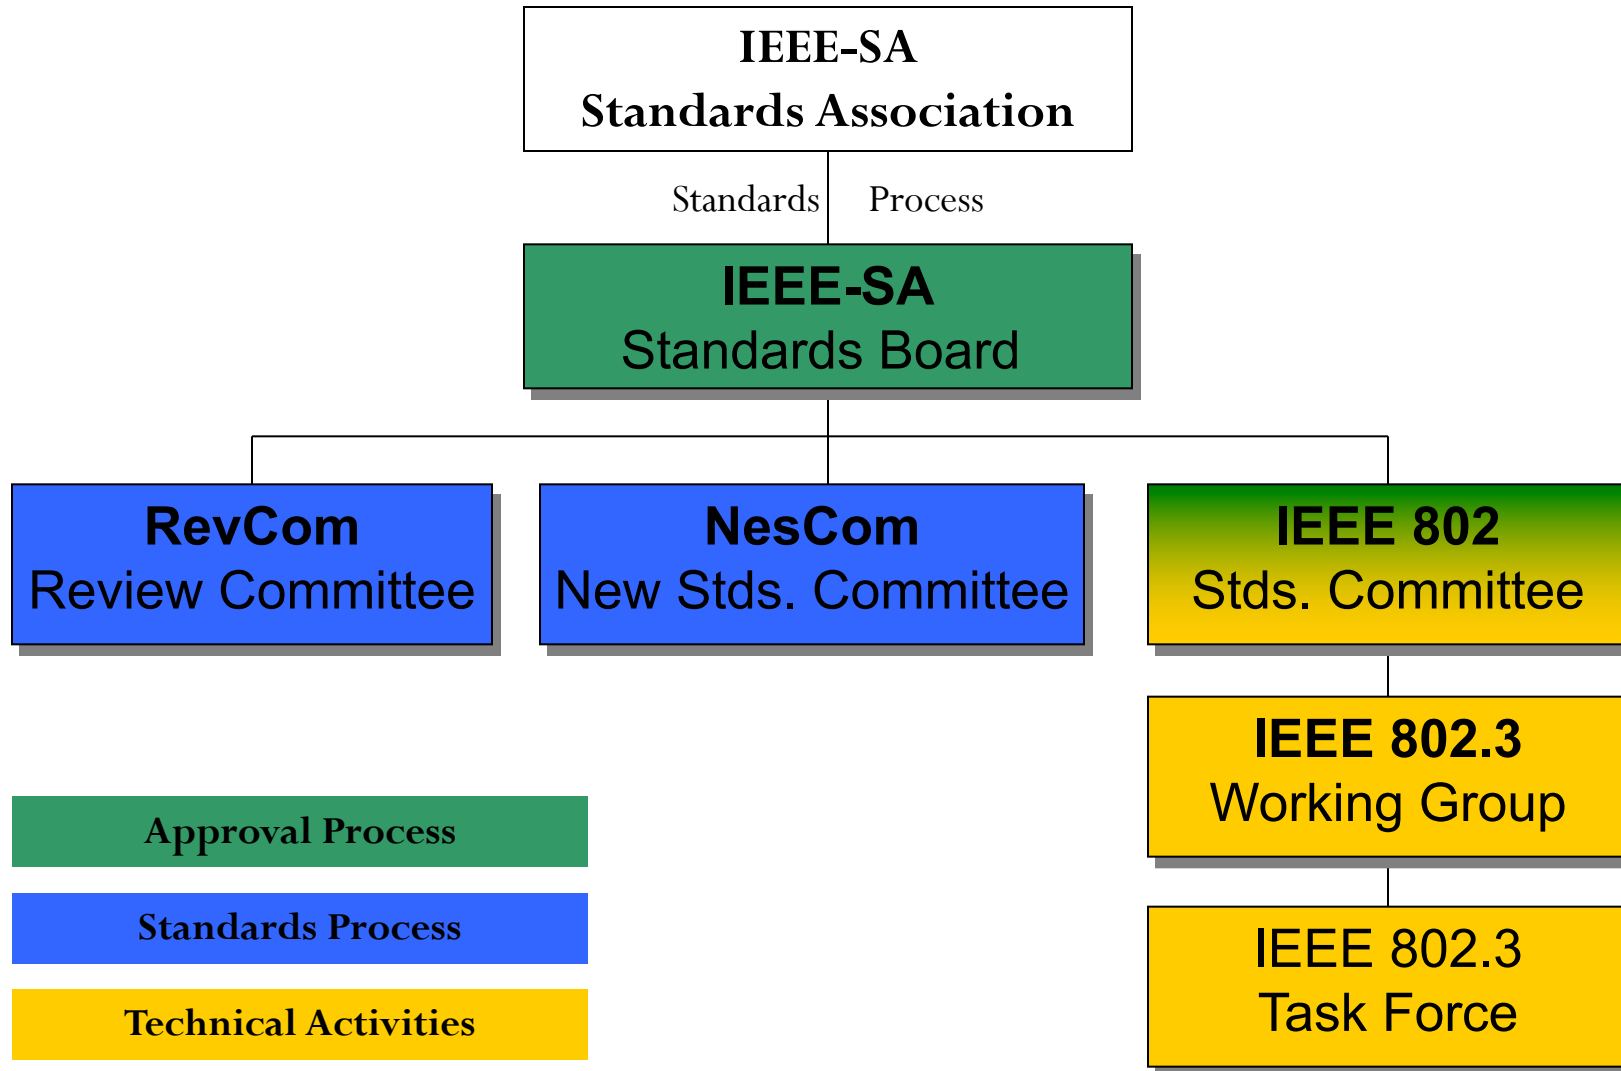 IEEE-SA
Standards Association
Standards Process
IEEE-SA
Standards Board
RevCom
Review Committee
NesCom
New Stds. Committee
IEEE 802
Stds. Committee
IEEE 802.3
Working Group
IEEE 802.3
Task Force
Approval Process
Standards Process
Technical Activities